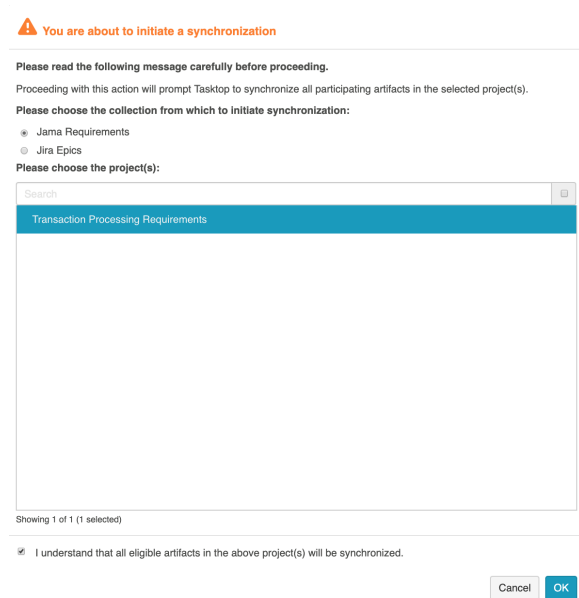 You are about to initiate a synchronization
Please read the following message carefully before proceeding.
Proceeding with this action will prompt Tasktop to synchronize all participating artifacts in the selected project(s).
Please choose the collection from which to initiate synchronization:
Jama Requirements
Jira Epics
Please choose the project(s):
Search
Transaction Processing Requirements
Showing 1 of 1 (1 selected)
I understand that all eligible artifacts in the above project(s) will be synchronized.
Cancel OK